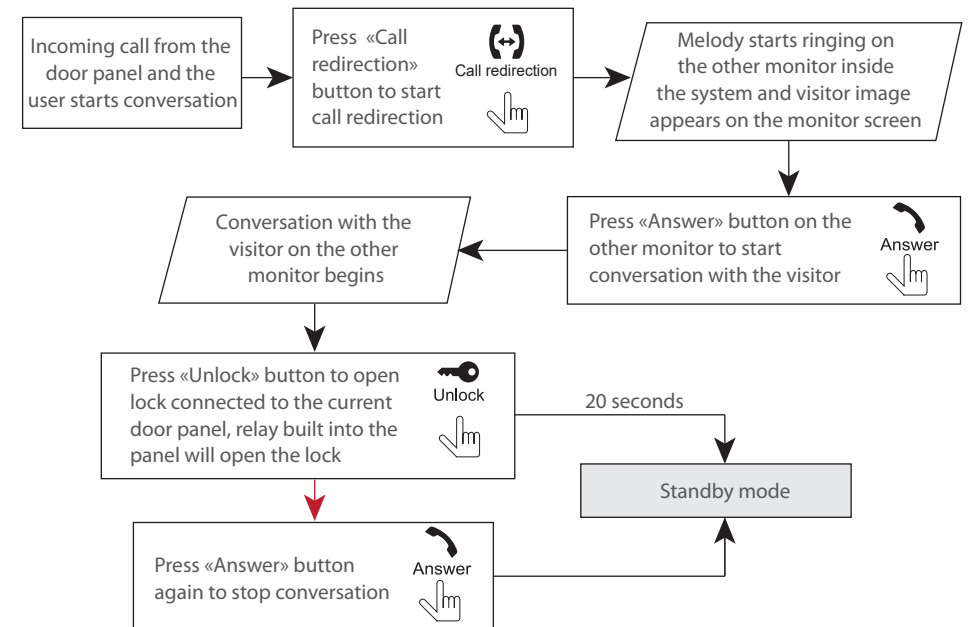 Incoming call from the
door panel and the
user starts conversation
Press «Call
redirection»
button to start
call redirection
Call redirection
Melody starts ringing on
the other monitor inside
the system and visitor image
appears on the monitor screen
Press «Answer» button on the
other monitor to start
conversation with the visitor
Answer
Conversation with the
visitor on the other
monitor begins
Press «Unlock» button to open
lock connected to the current
door panel, relay built into the
panel will open the lock
Unlock
20 seconds
Standby mode
Press «Answer» button
again to stop conversation
Answer